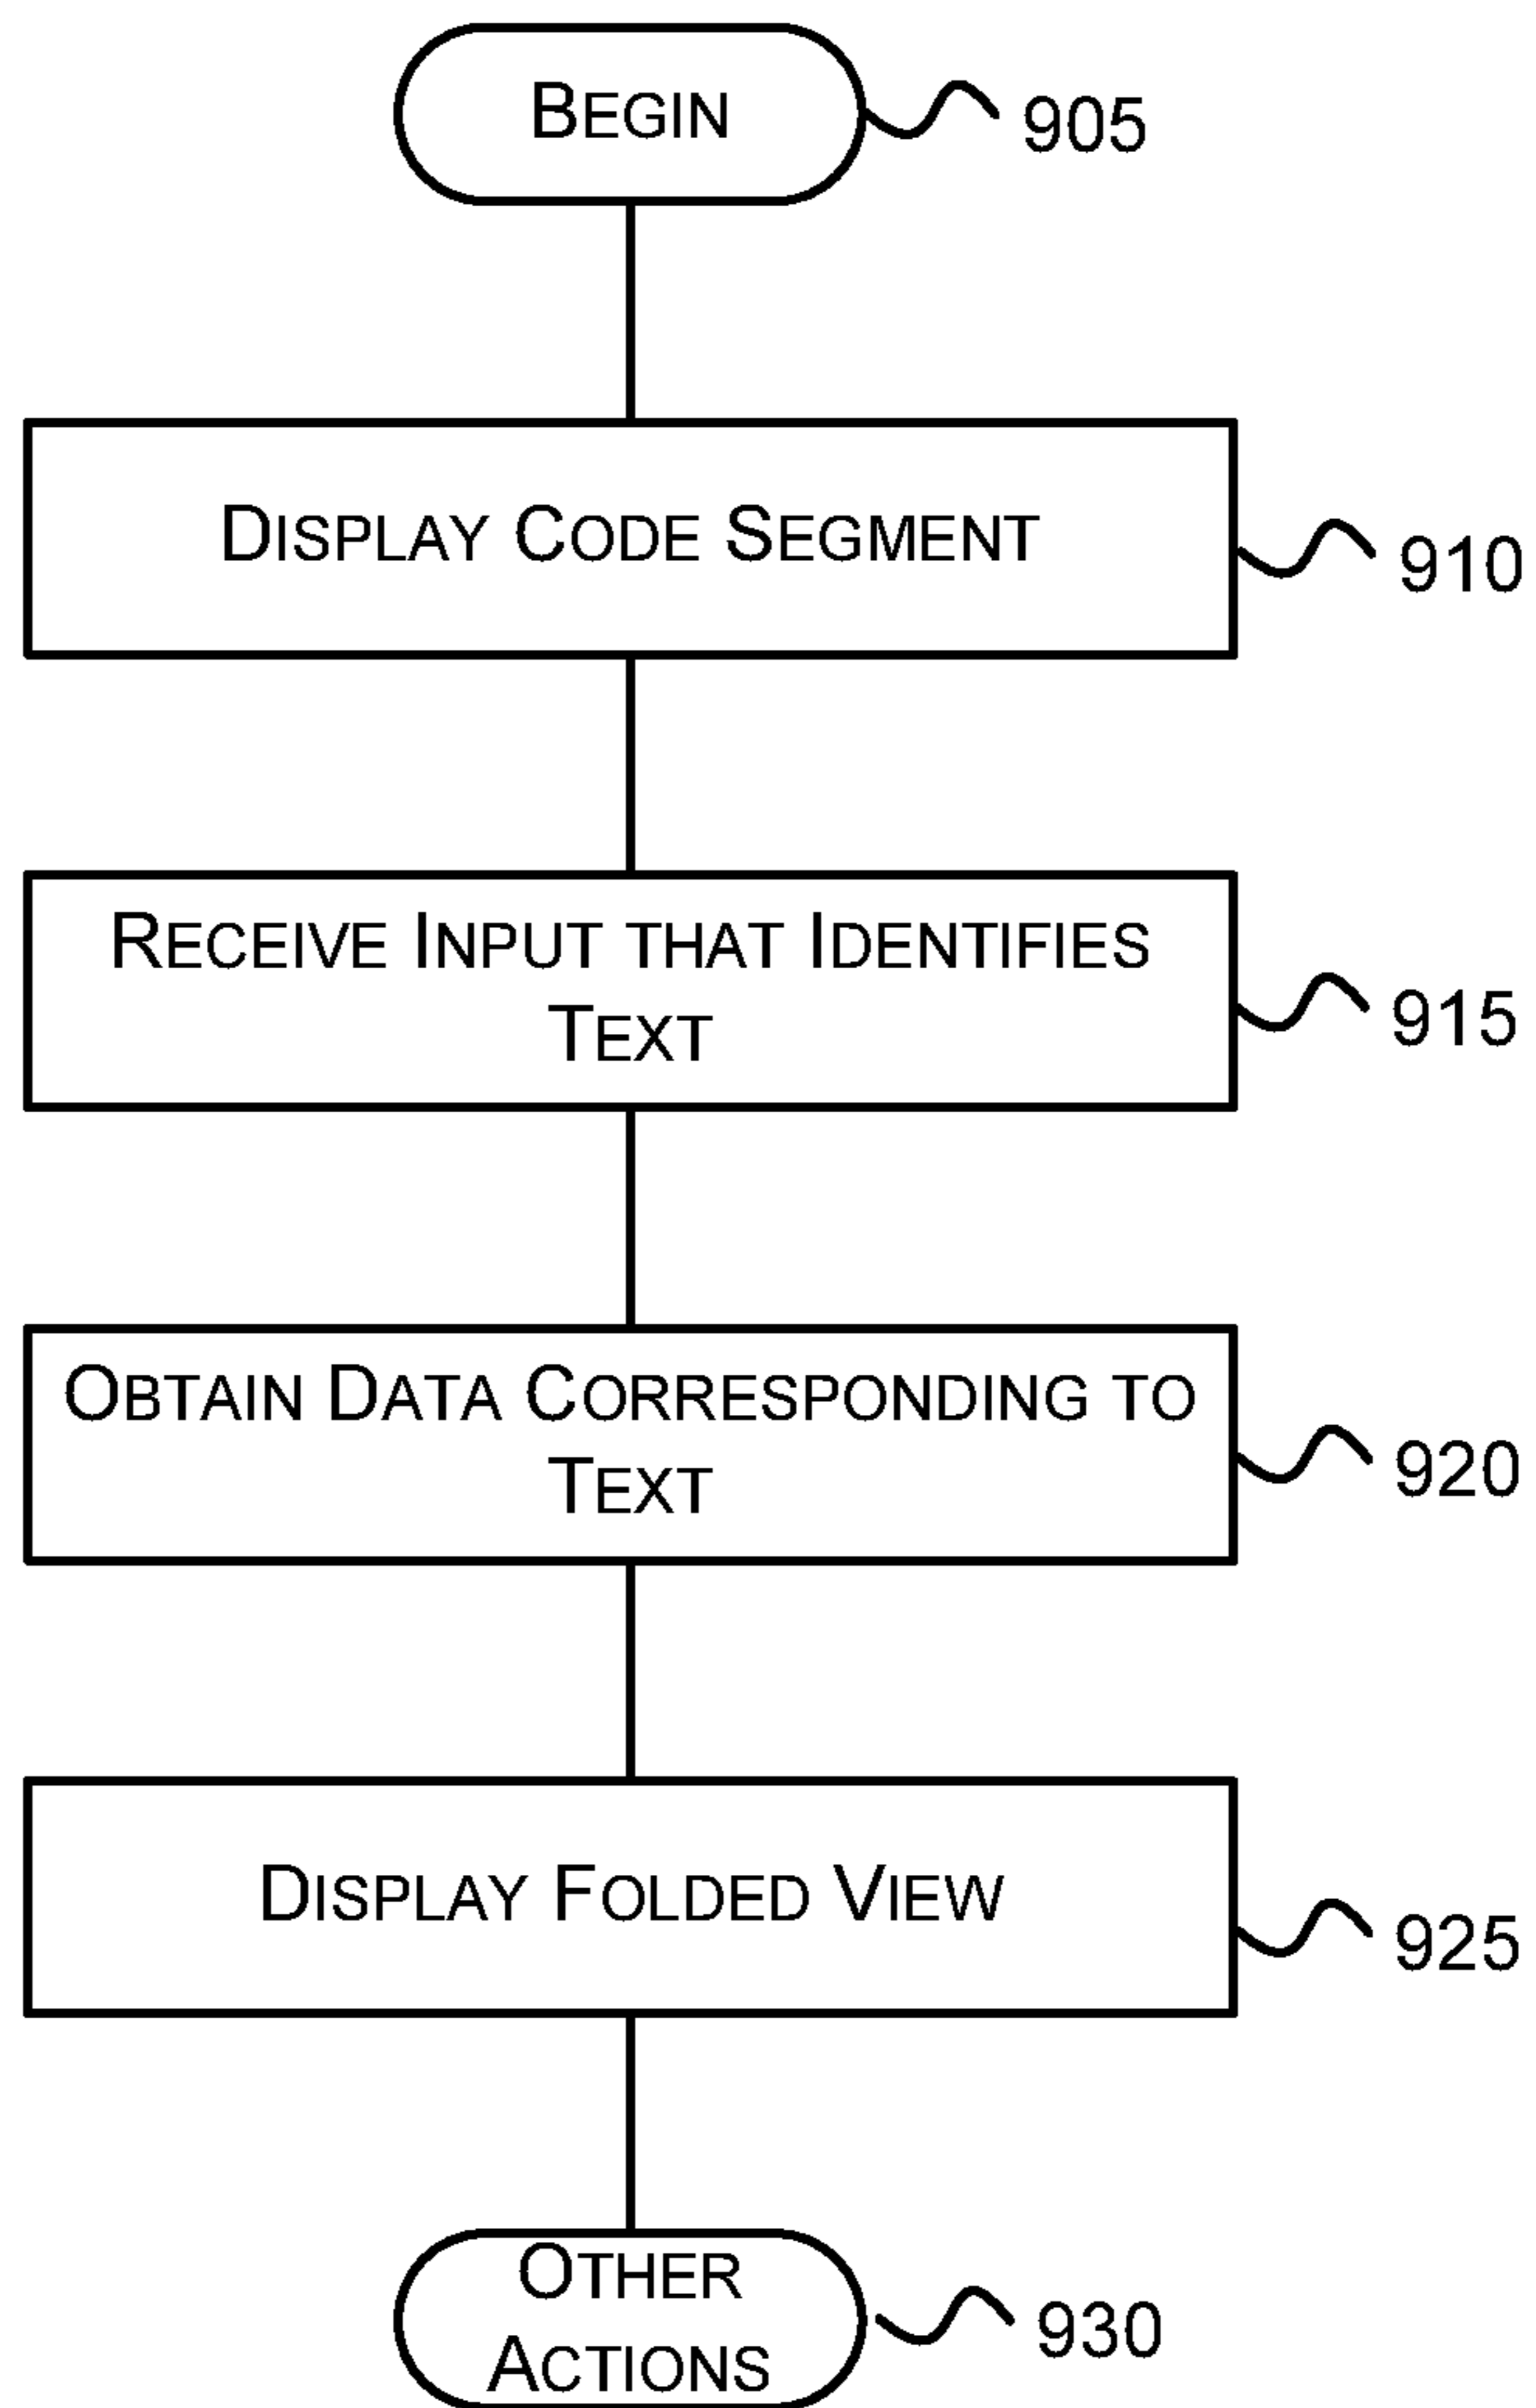 BEGIN
905
DISPLAY CODE SEGMENT
910
RECEIVE INPUT THAT IDENTIFIES
TEXT
915
OBTAIN DATA CORRESPONDING TO
TEXT
920
DISPLAY FOLDED VIEW
925
OTHER
ACTIONS
930